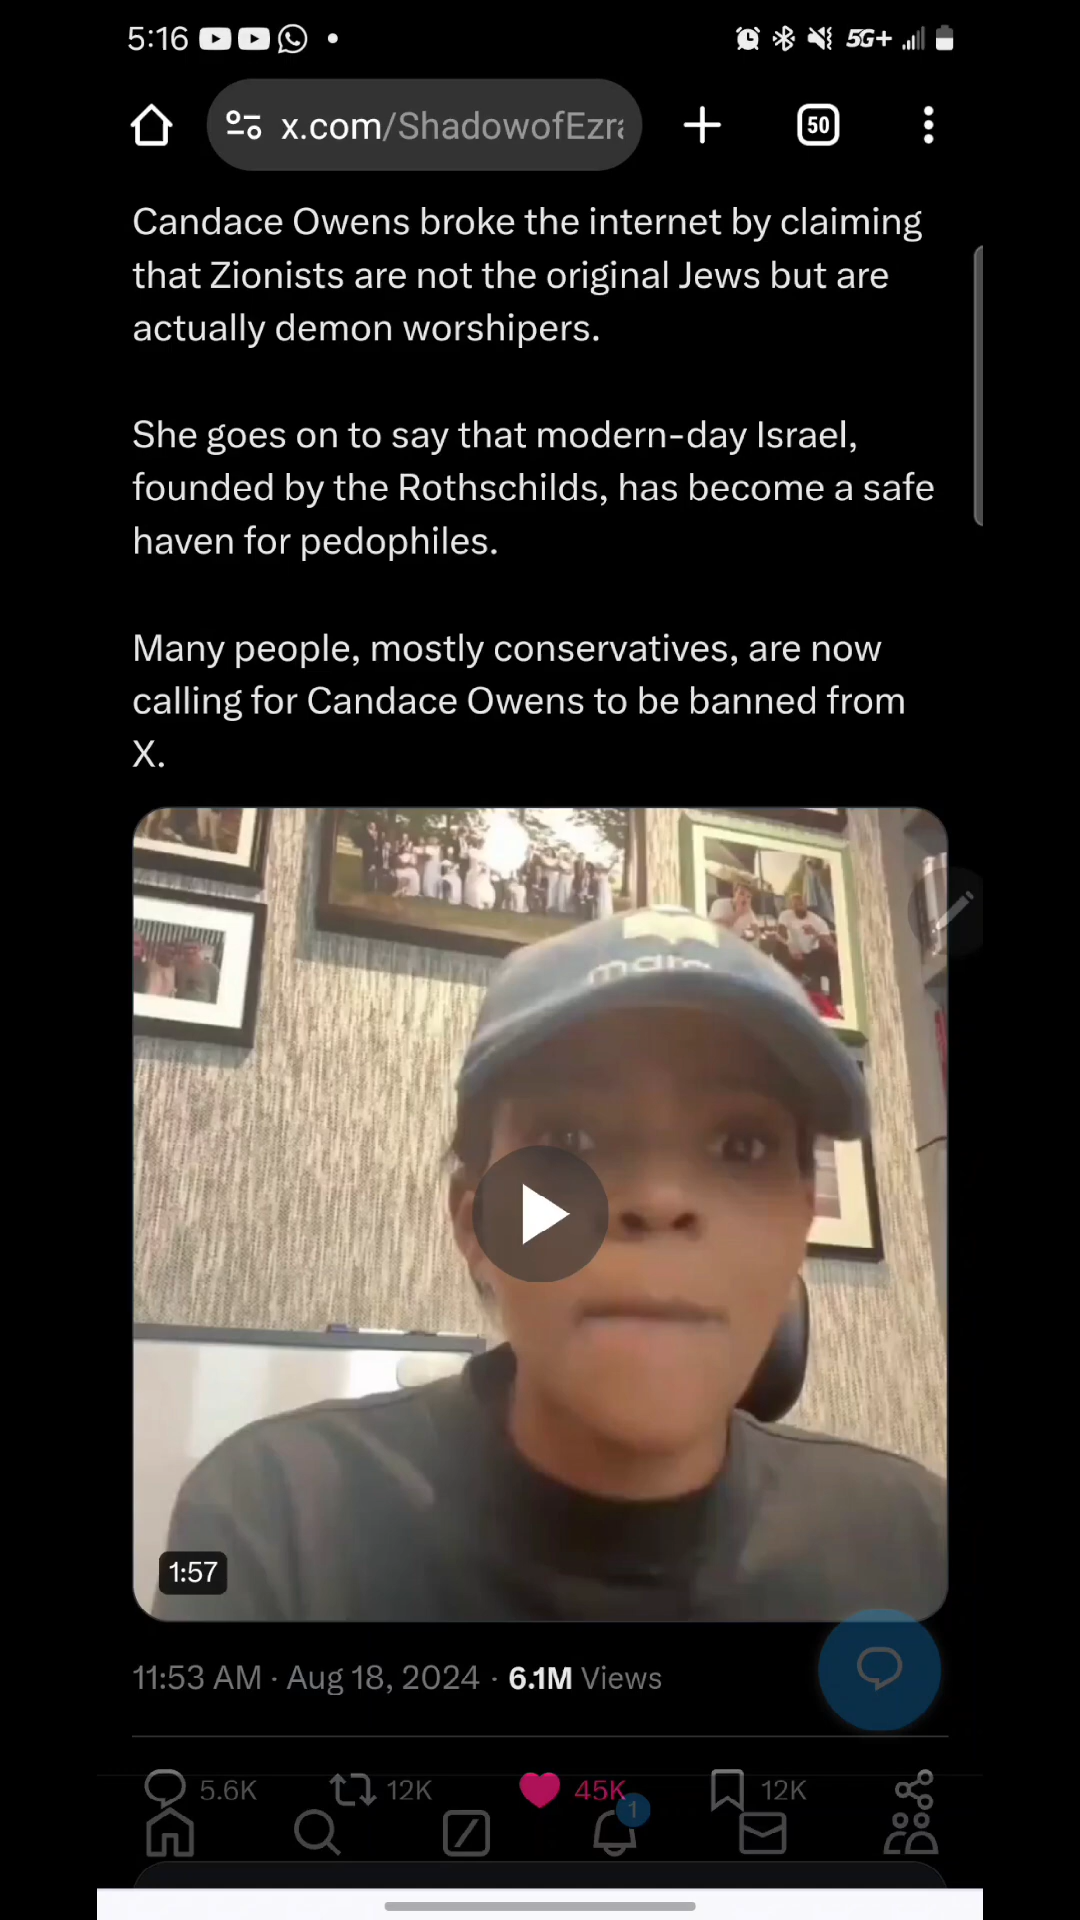 5:16
5G+
x.com/ShadowofEzra
50
Candace Owens broke the internet by claiming
that Zionists are not the original Jews but are
actually demon worshipers.
She goes on to say that modern-day Israel,
founded by the Rothschilds, has become a safe
haven for pedophiles.
Many people, mostly conservatives, are now
calling for Candace Owens to be banned from
X.
1:57
11:53 AM · Aug 18, 2024 · 6.1M Views
5.6K 12K 45K 12K
1